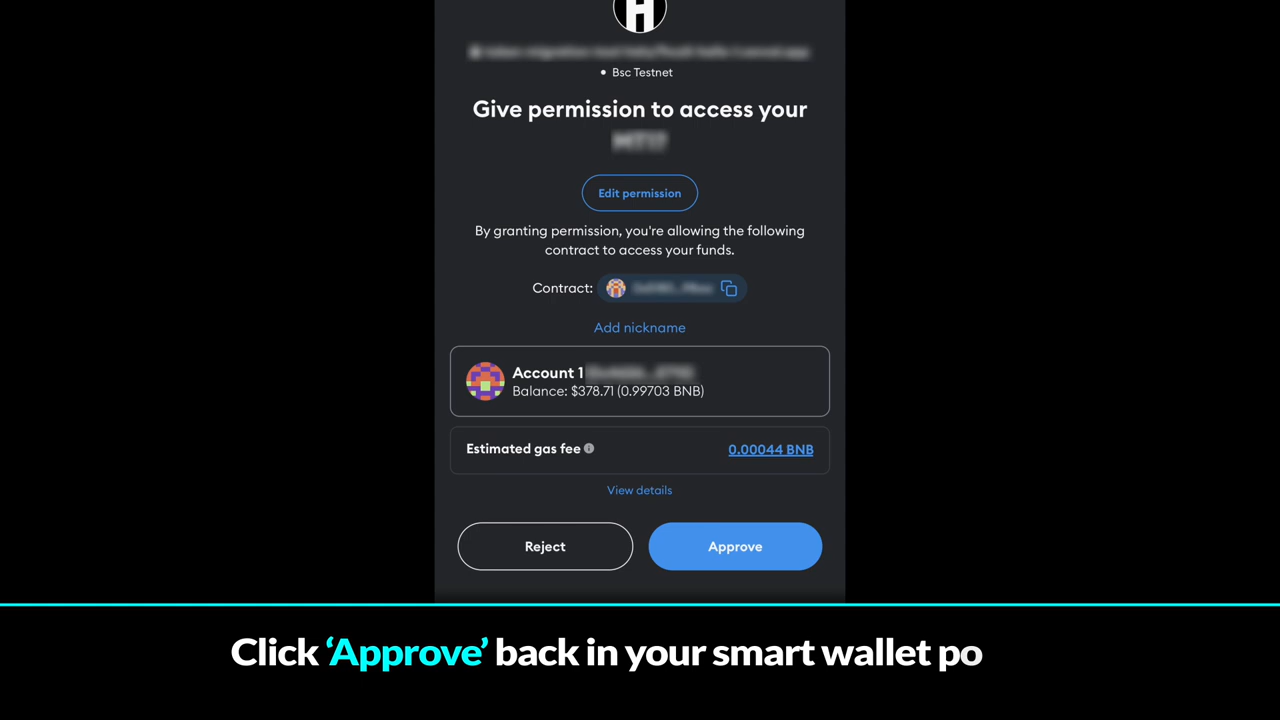 Bsc Testnet
Give permission to access your
Edit permission
By granting permission, you're allowing the following
contract to access your funds.
Contract:
Add nickname
Account 1
Balance: $378.71 (0.99703 BNB)
Estimated gas fee
0.00044 BNB
View details
Reject
Approve
Click ‘Approve’ back in your smart wallet po